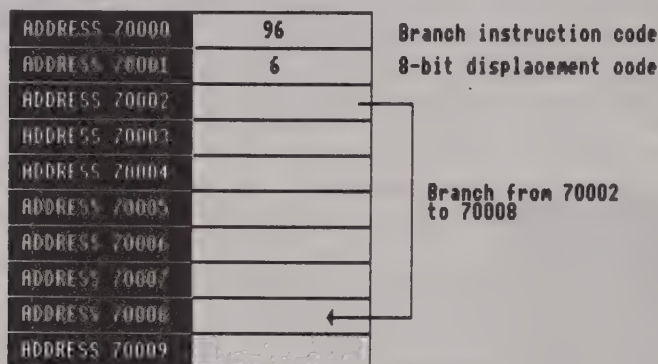 ADDRESS 70000 96 Branch instruction code
ADDRESS 70001 6 8-bit displacement code
ADDRESS 70002
ADDRESS 70003
ADDRESS 70004
ADDRESS 70005
Branch from 70002
to 70008
ADDRESS 70006
ADDRESS 70007
ADDRESS 70008
ADDRESS 70009